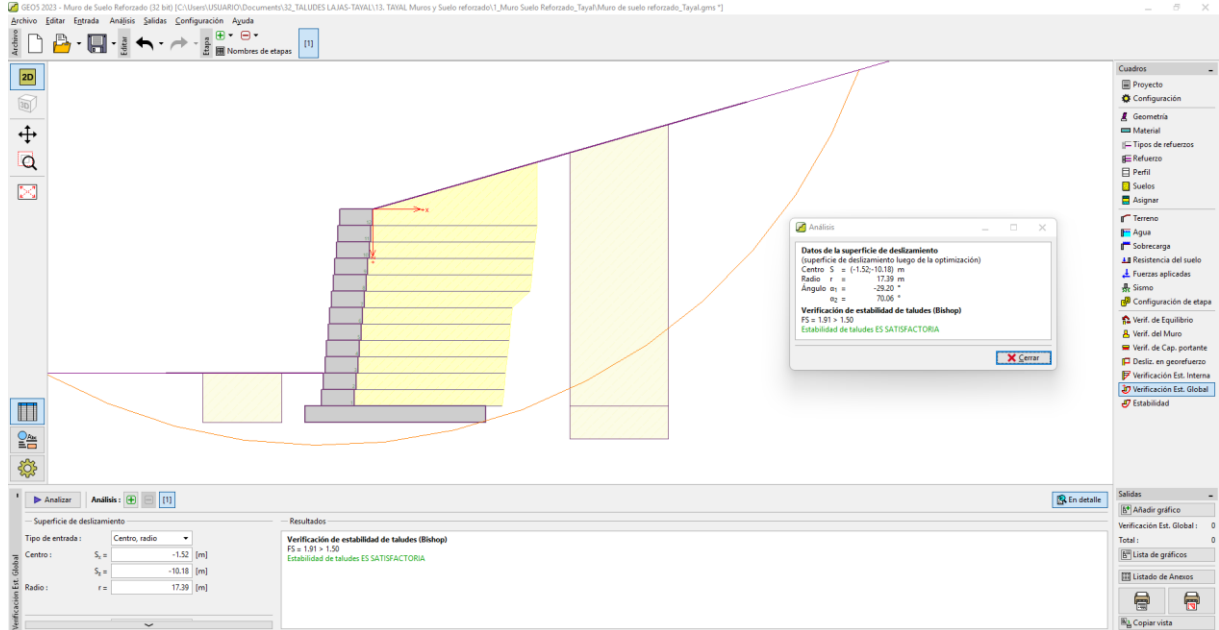 GEO5 2023 - Muro de Suelo Reforzado (32 bit) [C:\Users\USUARIO\Documents\32_TALUDES LAJAS-TAYAL\13. TAYAL Muros y Suelo reforzado\1_Muro Suelo Reforzado_Tayal\Muro de suelo reforzado_Tayal.gms *]
Archivo Editar Entrada Análisis Salidas Configuración Ayuda
Archivo
Editar
Etapa
Nombres de etapas
[1]
2D
3D
+x
Análisis
Datos de la superficie de deslizamiento
(superficie de deslizamiento luego de la optimización)
Centro S = (-1.52;-10.18) m
Radio r = 17.39 m
Ángulo α1 = -29.20 °
α2 = 70.06 °
Verificación de estabilidad de taludes (Bishop)
FS = 1.91 > 1.50
Estabilidad de taludes ES SATISFACTORIA
Cerrar
Cuadros
Proyecto
Configuración
Geometría
Material
Tipos de refuerzos
Refuerzo
Perfil
Suelos
Asignar
Terreno
Agua
Sobrecarga
Resistencia del suelo
Fuerzas aplicadas
Sismo
Configuración de etapa
Verif. de Equilibrio
Verif. del Muro
Verif. de Cap. portante
Desliz. en georefuerzo
Verificación Est. Interna
Verificación Est. Global
Estabilidad
Analizar Análisis : [1] En detalle
Superficie de deslizamiento
Tipo de entrada : Centro, radio
Centro : Sx = -1.52 [m]
Sz = -10.18 [m]
Radio : r = 17.39 [m]
Verificación Est. Global
Resultados
Verificación de estabilidad de taludes (Bishop)
FS = 1.91 > 1.50
Estabilidad de taludes ES SATISFACTORIA
Salidas
Añadir gráfico
Verificación Est. Global : 0
Total : 0
Lista de gráficos
Listado de Anexos
Copiar vista